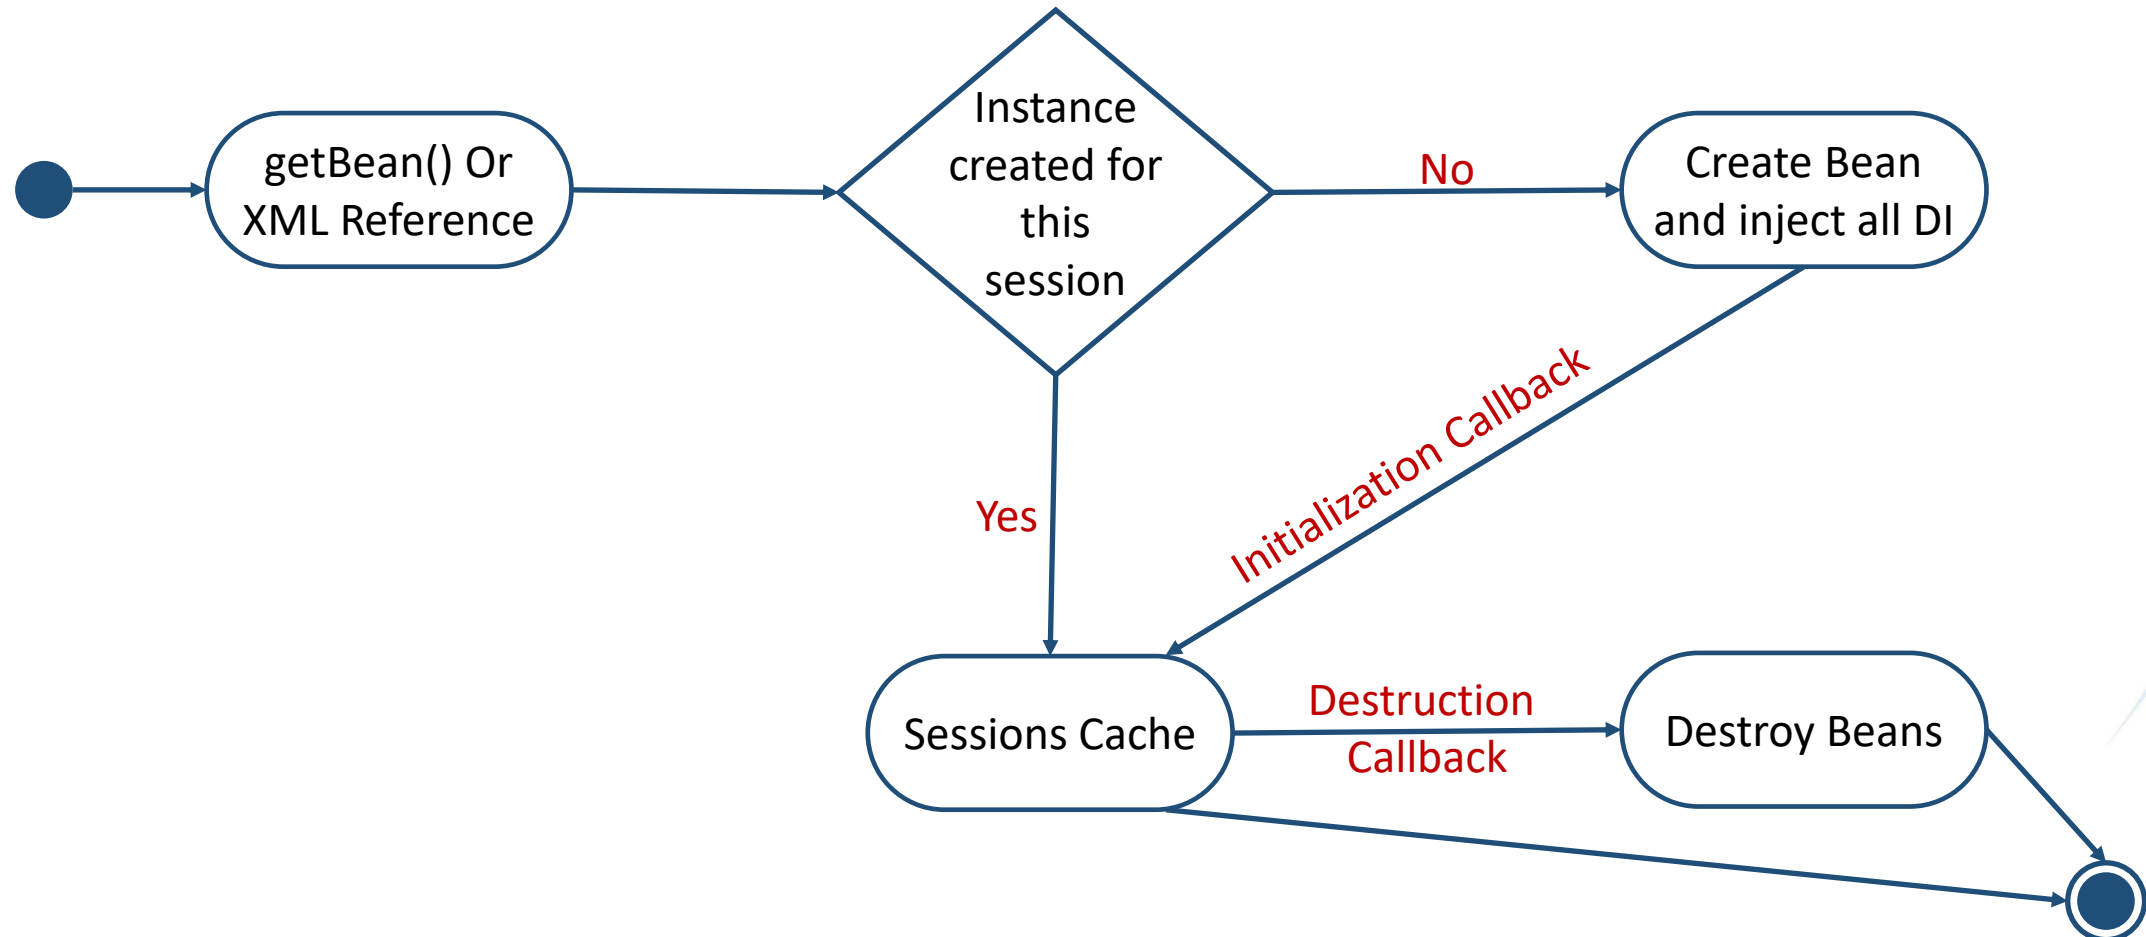 getBean() Or
XML Reference
Instance
created for
this
session
No
Create Bean
and inject all DI
Yes
Initialization Callback
Sessions Cache
Destruction
Callback
Destroy Beans